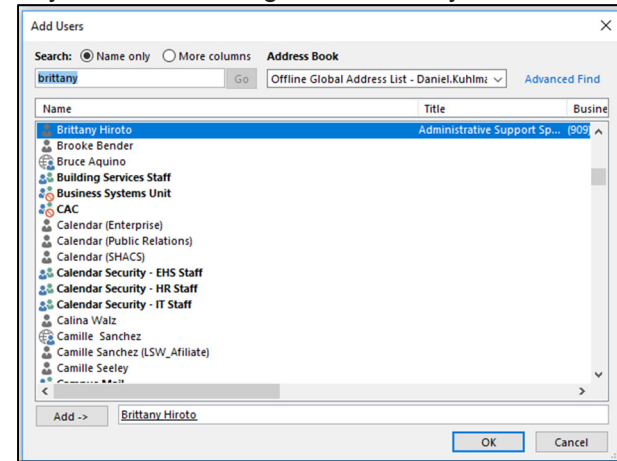 Add Users
Search: Name only More columns Address Book
brittany Go Offline Global Address List - Daniel.Kuhlma Advanced Find
Name Title Busine
Brittany Hiroto Administrative Support Sp... (909)
Brooke Bender
Bruce Aquino
Building Services Staff
Business Systems Unit
CAC
Calendar (Enterprise)
Calendar (Public Relations)
Calendar (SHACS)
Calendar Security - EHS Staff
Calendar Security - HR Staff
Calendar Security - IT Staff
Calina Walz
Camille Sanchez
Camille Sanchez (LSW_Afiliate)
Camille Seeley
Add -> Brittany Hiroto
OK Cancel